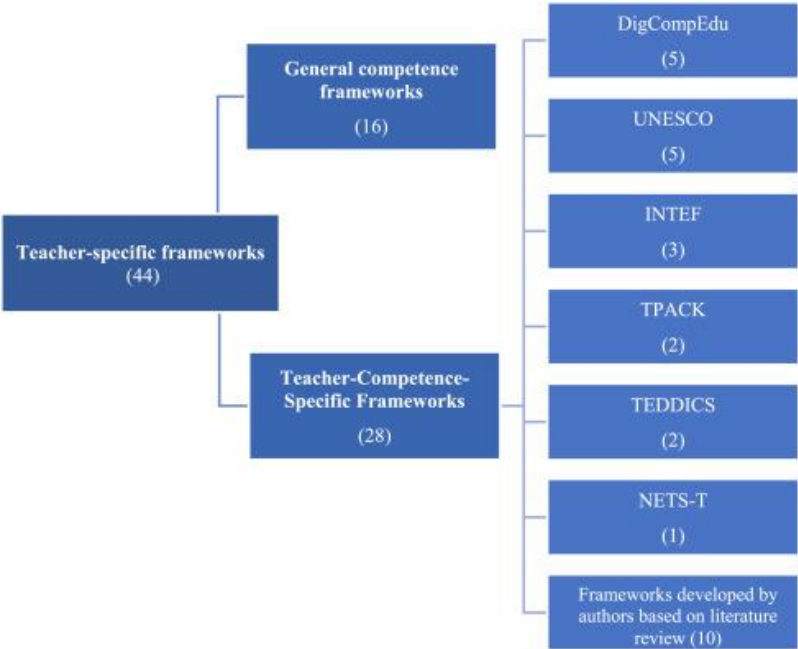 Teacher-specific frameworks
(44)
General competence
frameworks
(16)
Teacher-Competence-
Specific Frameworks
(28)
DigCompEdu
(5)
UNESCO
(5)
INTEF
(3)
TPACK
(2)
TEDDICS
(2)
NETS-T
(1)
Frameworks developed by
authors based on literature
review (10)